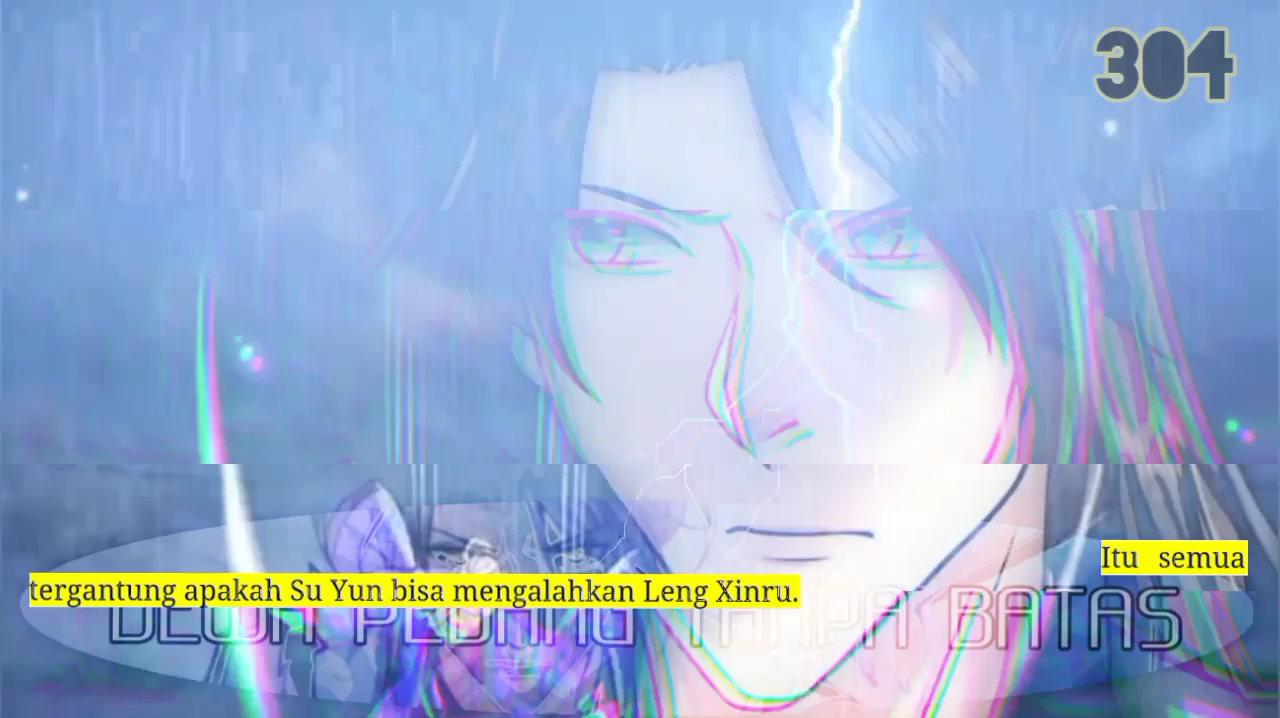 304
Itu semua
tergantung apakah Su Yun bisa mengalahkan Leng Xinru.
DEWA PEDANG TANPA BATAS